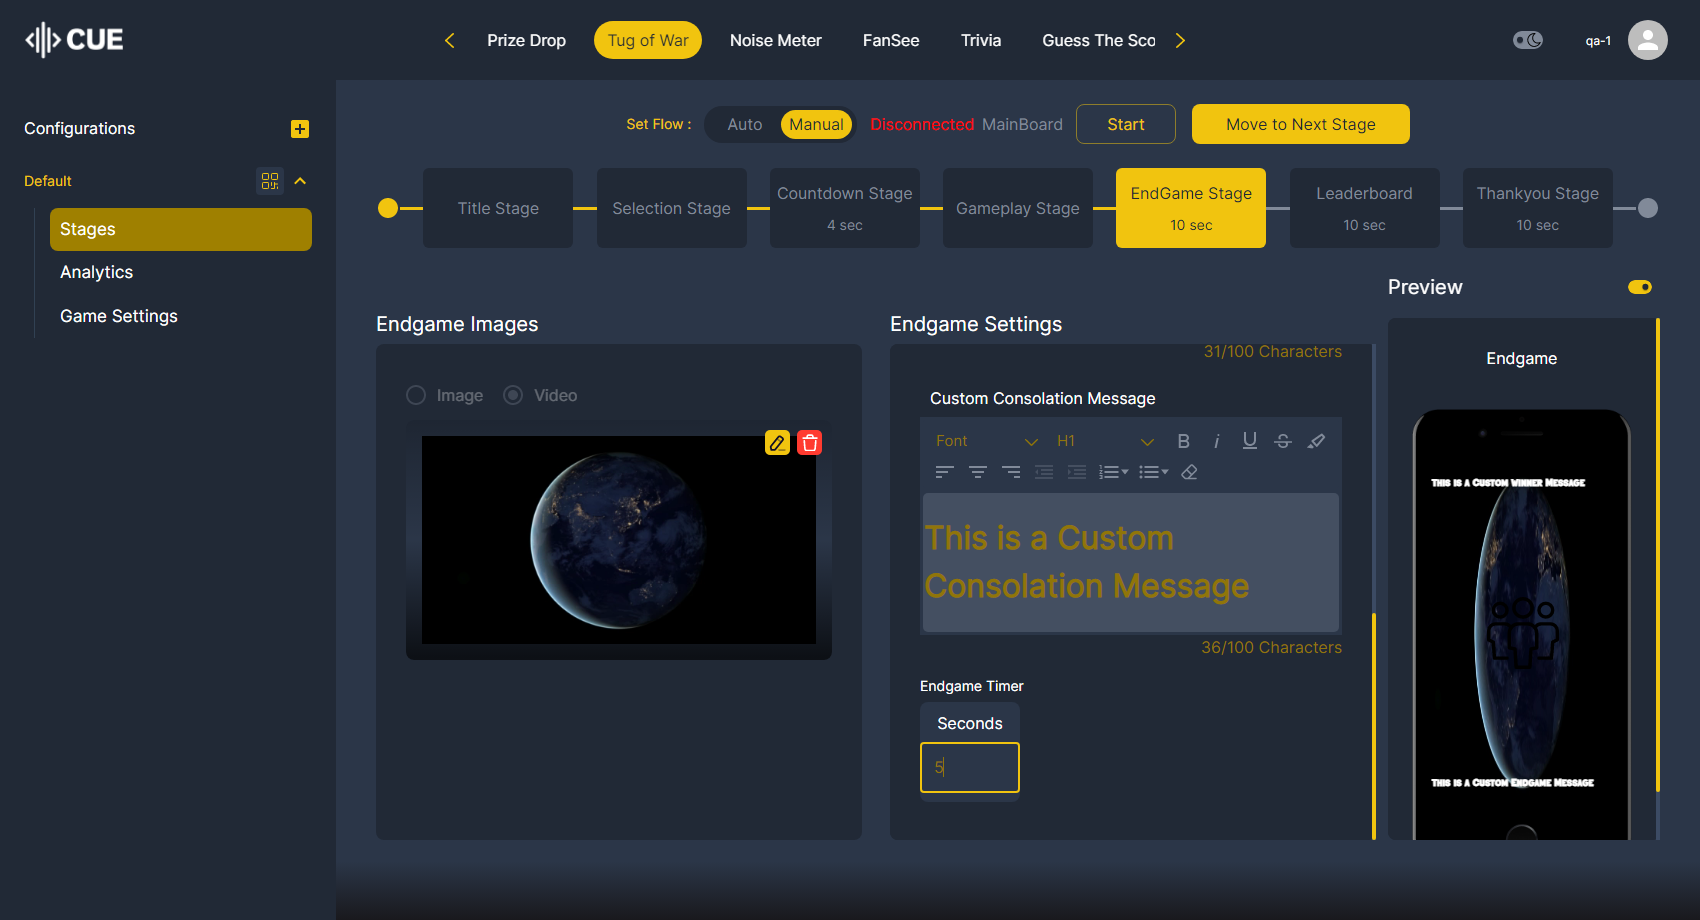 CUE
Prize Drop
Tug of War
Noise Meter
FanSee
Trivia
Guess The Sco
qa-1
Configurations
Default
Stages
Analytics
Game Settings
Set Flow :
Auto
Manual
Disconnected MainBoard
Start
Move to Next Stage
Title Stage
Selection Stage
Countdown Stage
4 sec
Gameplay Stage
EndGame Stage
10 sec
Leaderboard
10 sec
Thankyou Stage
10 sec
Endgame Images
Image
Video
Endgame Settings
31/100 Characters
Custom Consolation Message
Font
H1
B i U S
This is a Custom
Consolation Message
36/100 Characters
Endgame Timer
Seconds
5
Preview
Endgame
This is a Custom winner Message
This is a Custom Endgame Message